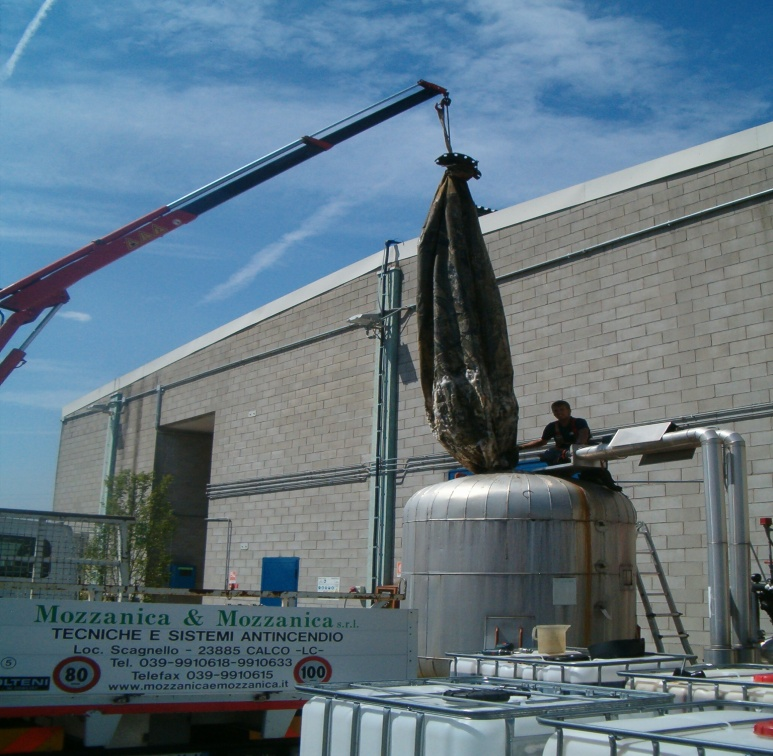 Mozzanica & Mozzanica s.r.l.
TECNICHE E SISTEMI ANTINCENDIO
Loc. Scagnello - 23885 CALCO -LC-
Tel. 039-9910618-9910633
Telefax 039-9910615
www.mozzanicaemozzanica.it
5
80
100